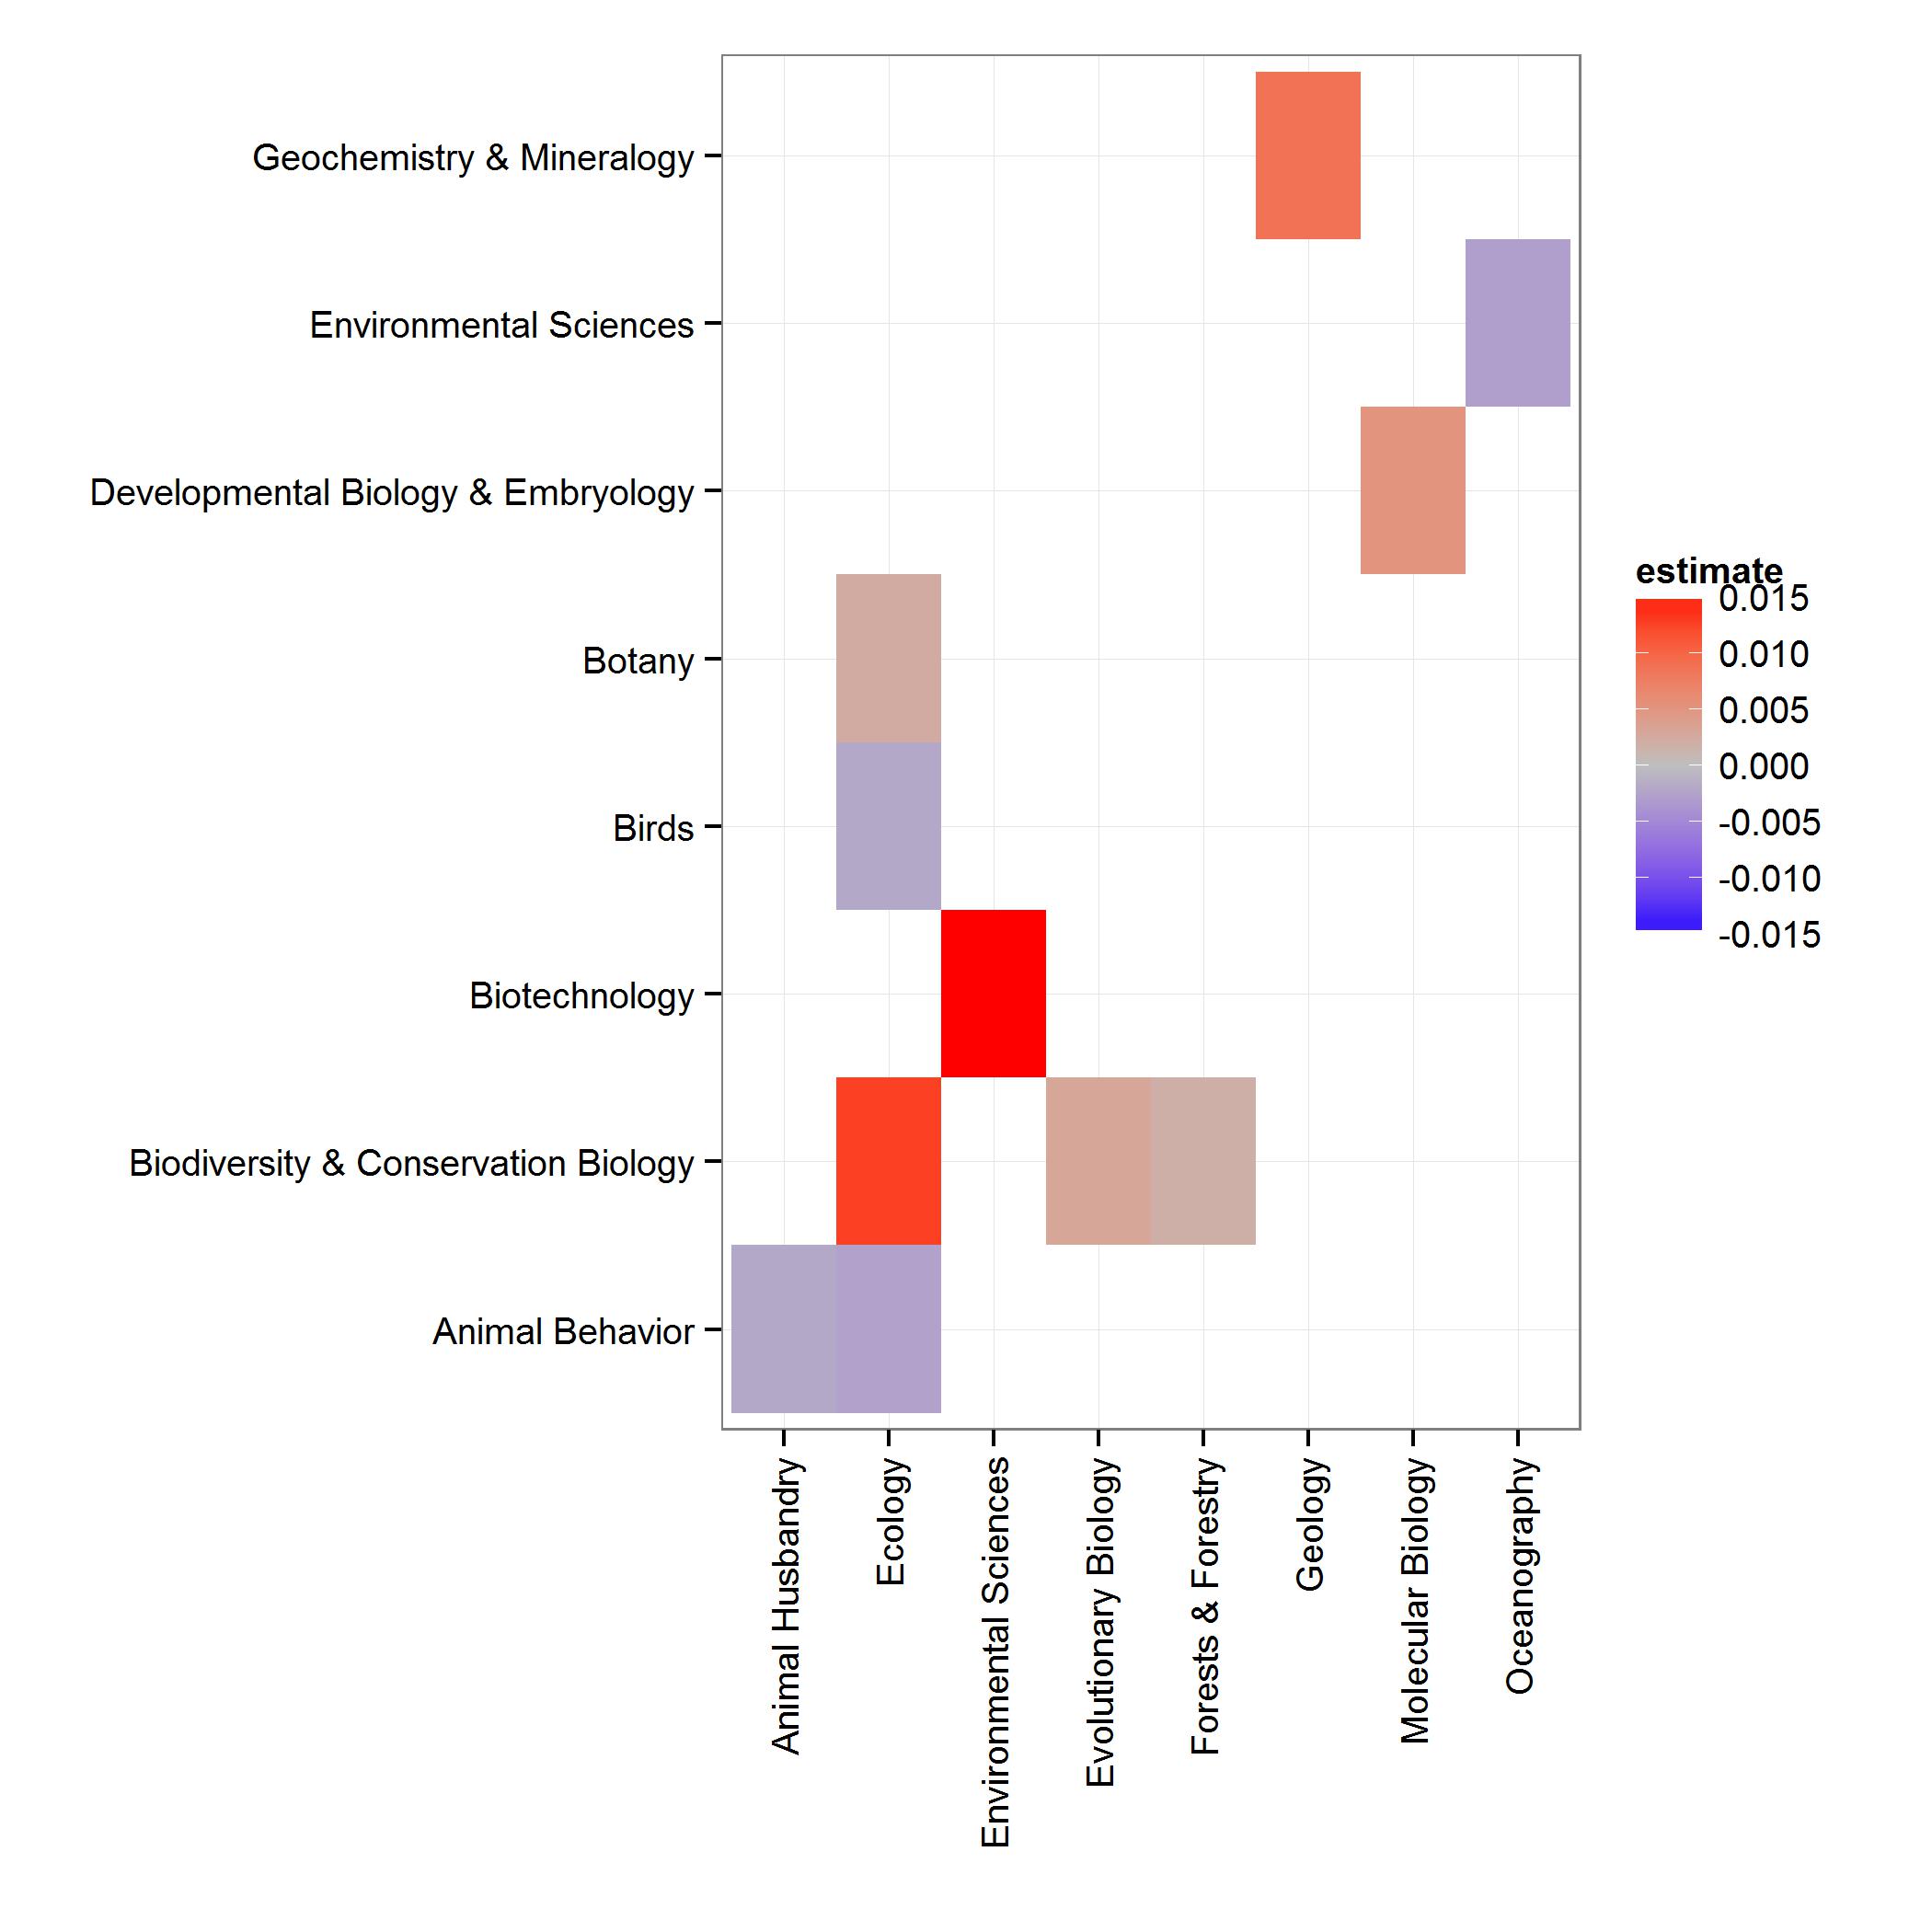 Geochemistry & Mineralogy
Environmental Sciences
Developmental Biology & Embryology
Botany
Birds
Biotechnology
Biodiversity & Conservation Biology
Animal Behavior
Animal Husbandry
Ecology
Environmental Sciences
Evolutionary Biology
Forests & Forestry
Geology
Molecular Biology
Oceanography
estimate
0.015
0.010
0.005
0.000
-0.005
-0.010
-0.015